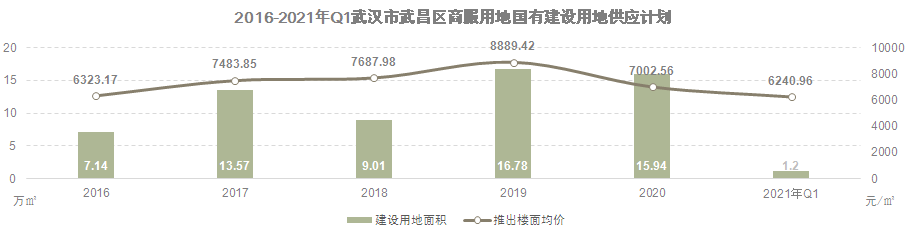 2016-2021年Q1武汉市武昌区商服用地国有建设用地供应计划
20 10000
15 8000
10 6000
5 4000
0 2000
0
6323.17 7483.85 7687.98 8889.42 7002.56 6240.96
7.14 13.57 9.01 16.78 15.94 1.2
2016 2017 2018 2019 2020 2021年Q1
万㎡ 元/㎡
建设用地面积 推出楼面均价